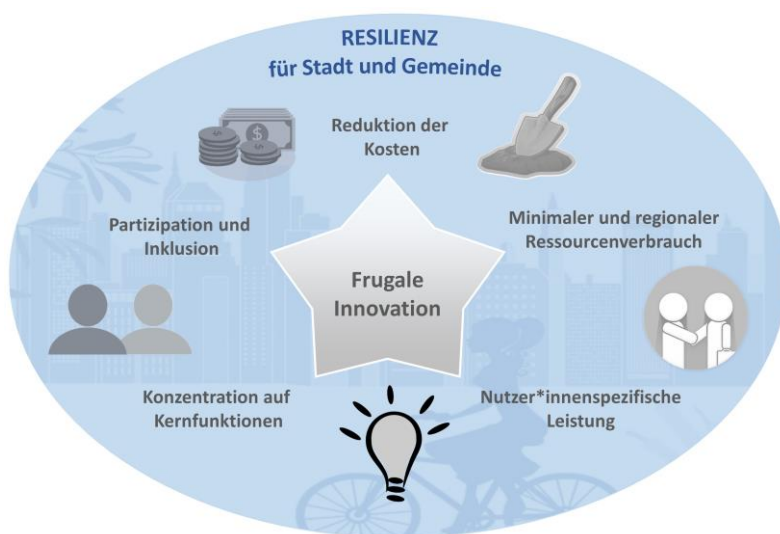 RESILIENZ
für Stadt und Gemeinde
Reduktion der
Kosten
Partizipation und
Inklusion
Minimaler und regionaler
Ressourcenverbrauch
Frugale
Innovation
Konzentration auf
Kernfunktionen
Nutzer*innenspezifische
Leistung